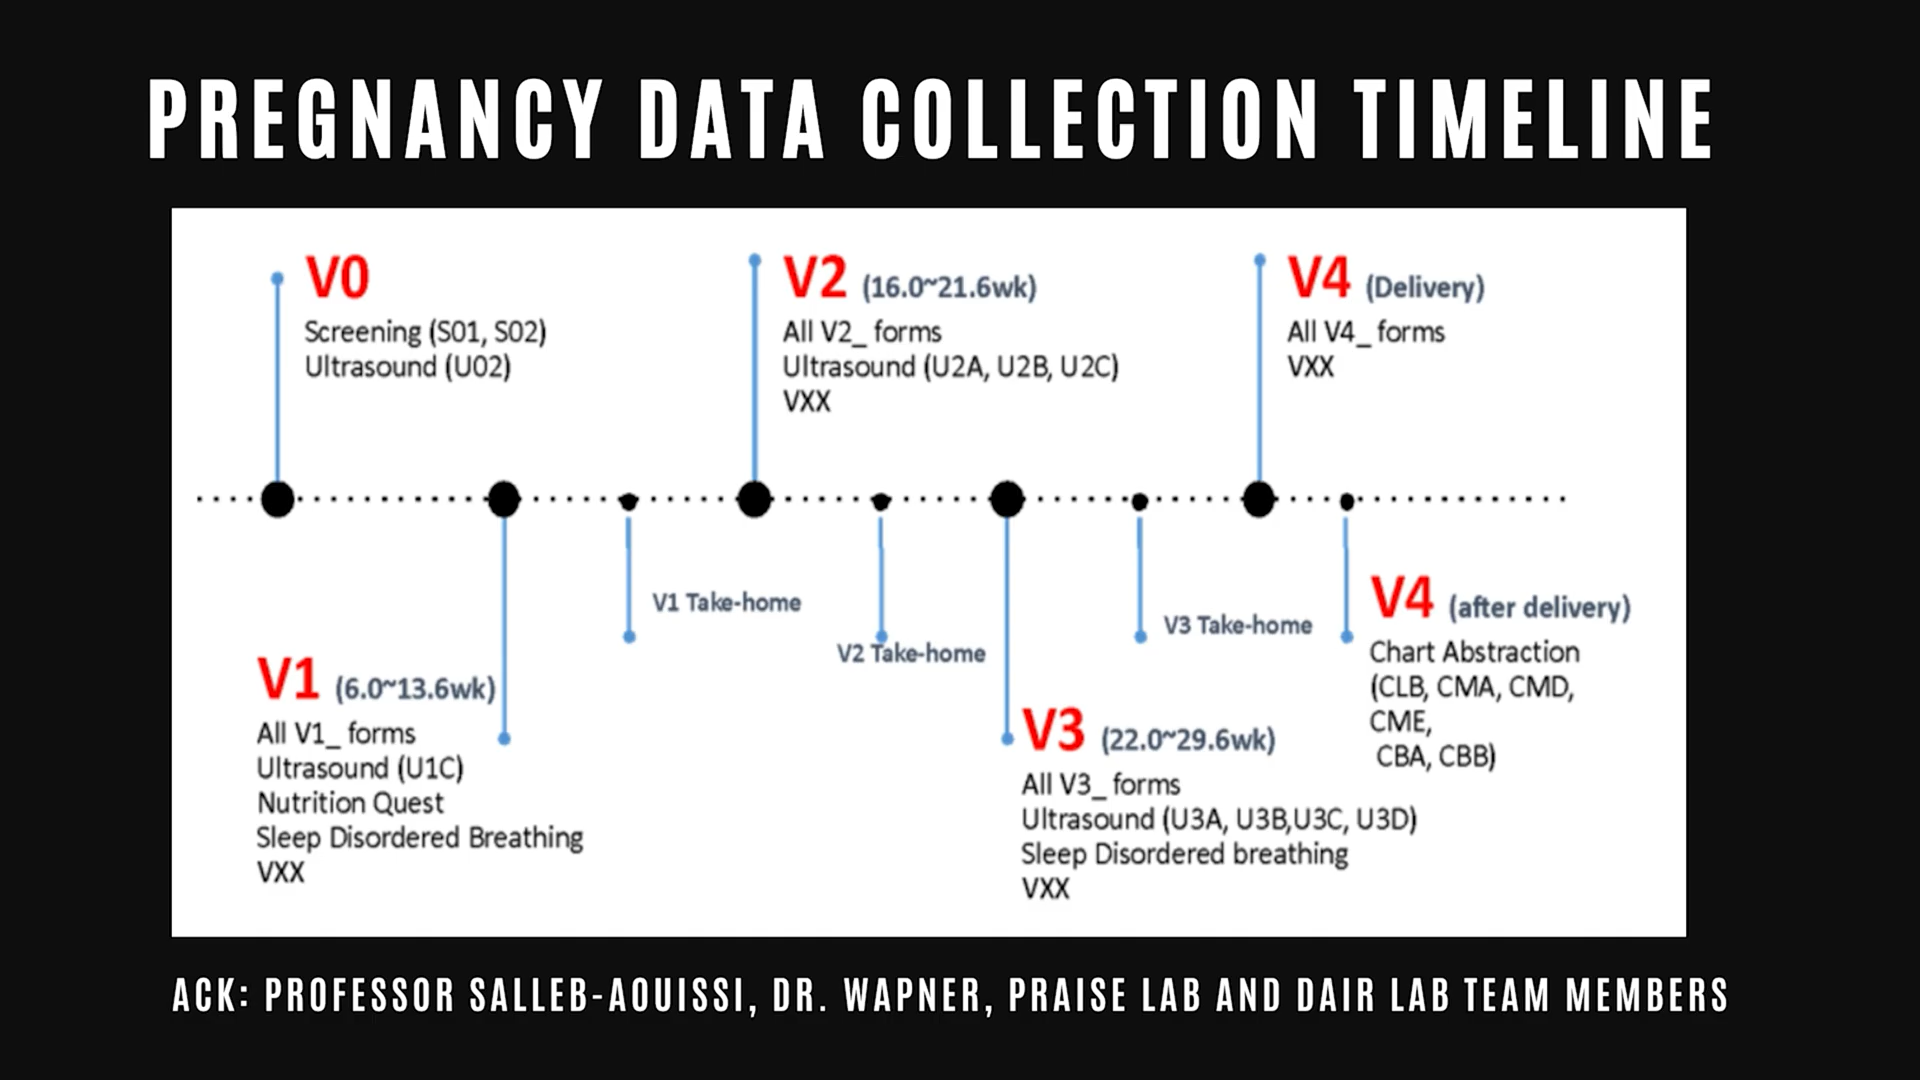 PREGNANCY DATA COLLECTION TIMELINE
V0
Screening (S01, S02)
Ultrasound (U02)
V2 (16.0~21.6wk)
All V2_ forms
Ultrasound (U2A, U2B, U2C)
VXX
V4 (Delivery)
All V4_ forms
VXX
V1 Take-home
V2 Take-home
V3 Take-home
V1 (6.0~13.6wk)
All V1_ forms
Ultrasound (U1C)
Nutrition Quest
Sleep Disordered Breathing
VXX
V3 (22.0~29.6wk)
All V3_ forms
Ultrasound (U3A, U3B,U3C, U3D)
Sleep Disordered breathing
VXX
V4 (after delivery)
Chart Abstraction
(CLB, CMA, CMD,
CME,
CBA, CBB)
ACK: PROFESSOR SALLEB-AOUISSI, DR. WAPNER, PRAISE LAB AND DAIR LAB TEAM MEMBERS